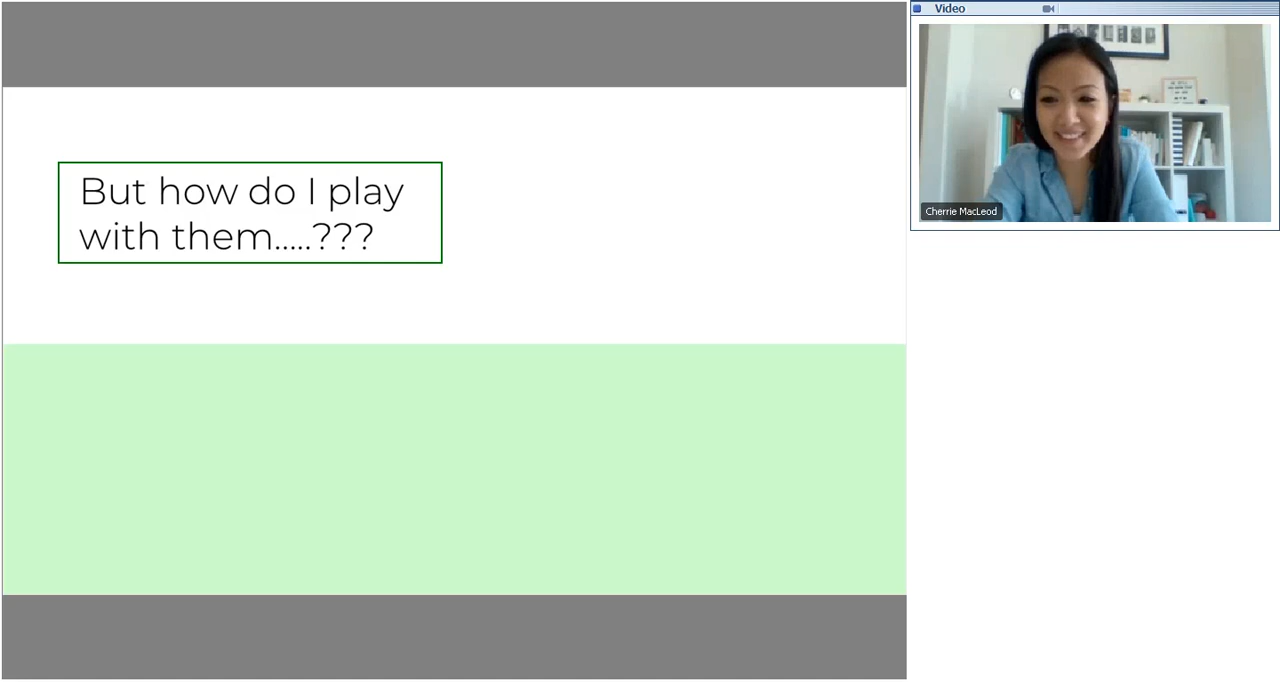 But how do I play
with them.....???
Video
Cherrie MacLeod